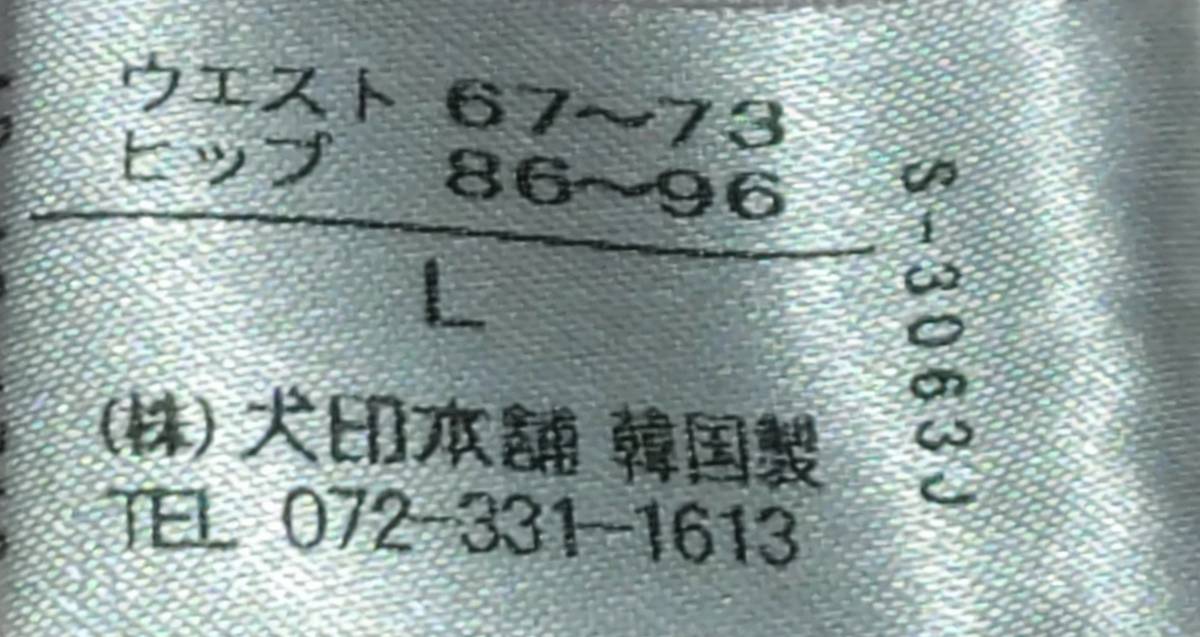 ウエスト 67～73
ヒップ 86～96
L
(株)犬印本舗 韓国製
TEL 072-331-1613
S-3063J